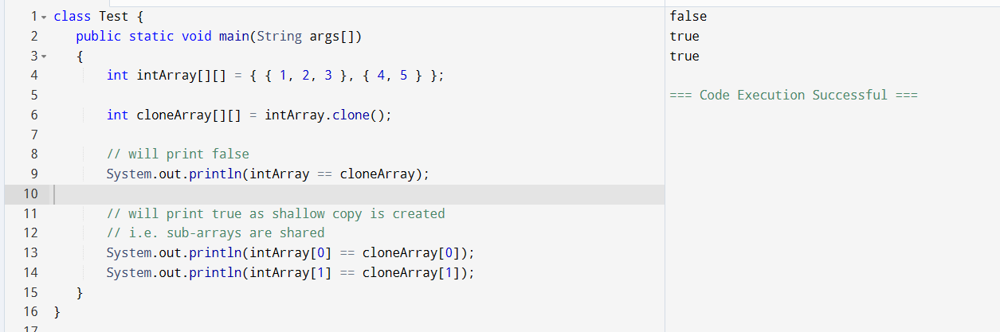 1 class Test {
2 public static void main(String args[])
3 {
4 int intArray[][] = { { 1, 2, 3 }, { 4, 5 } };
5
6 int cloneArray[][] = intArray.clone();
7
8 // will print false
9 System.out.println(intArray == cloneArray);
10
11 // will print true as shallow copy is created
12 // i.e. sub-arrays are shared
13 System.out.println(intArray[0] == cloneArray[0]);
14 System.out.println(intArray[1] == cloneArray[1]);
15 }
16 }
17
false
true
true
=== Code Execution Successful ===